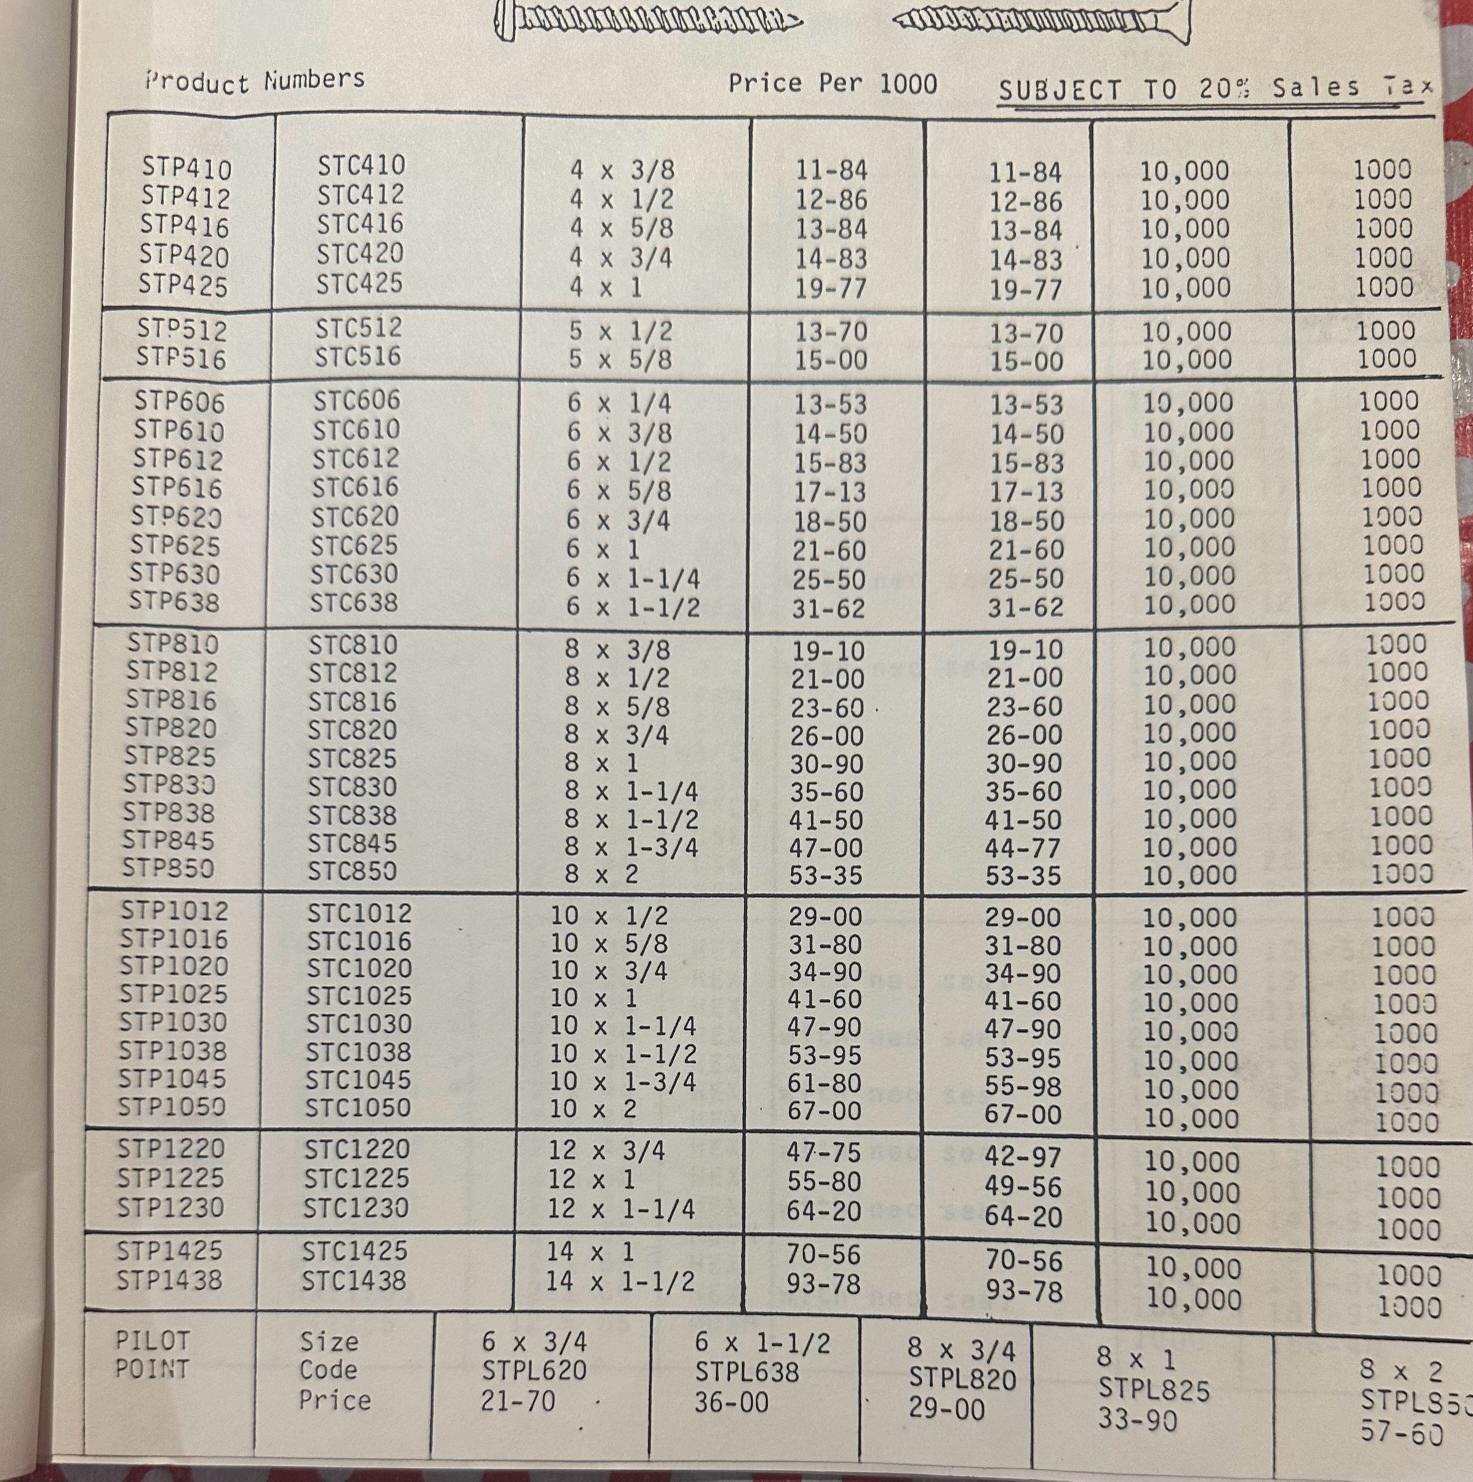 Product Numbers Price Per 1000 SUBJECT TO 20% Sales Tax
STP410 STC410 4 x 3/8 11-84 11-84 10,000 1000
STP412 STC412 4 x 1/2 12-86 12-86 10,000 1000
STP416 STC416 4 x 5/8 13-84 13-84 10,000 1000
STP420 STC420 4 x 3/4 14-83 14-83 10,000 1000
STP425 STC425 4 x 1 19-77 19-77 10,000 1000
STP512 STC512 5 x 1/2 13-70 13-70 10,000 1000
STP516 STC516 5 x 5/8 15-00 15-00 10,000 1000
STP606 STC606 6 x 1/4 13-53 13-53 10,000 1000
STP610 STC610 6 x 3/8 14-50 14-50 10,000 1000
STP612 STC612 6 x 1/2 15-83 15-83 10,000 1000
STP616 STC616 6 x 5/8 17-13 17-13 10,000 1000
STP620 STC620 6 x 3/4 18-50 18-50 10,000 1000
STP625 STC625 6 x 1 21-60 21-60 10,000 1000
STP630 STC630 6 x 1-1/4 25-50 25-50 10,000 1000
STP638 STC638 6 x 1-1/2 31-62 31-62 10,000 1000
STP810 STC810 8 x 3/8 19-10 19-10 10,000 1000
STP812 STC812 8 x 1/2 21-00 21-00 10,000 1000
STP816 STC816 8 x 5/8 23-60 23-60 10,000 1000
STP820 STC820 8 x 3/4 26-00 26-00 10,000 1000
STP825 STC825 8 x 1 30-90 30-90 10,000 1000
STP830 STC830 8 x 1-1/4 35-60 35-60 10,000 1000
STP838 STC838 8 x 1-1/2 41-50 41-50 10,000 1000
STP845 STC845 8 x 1-3/4 47-00 44-77 10,000 1000
STP850 STC850 8 x 2 53-35 53-35 10,000 1000
STP1012 STC1012 10 x 1/2 29-00 29-00 10,000 1000
STP1016 STC1016 10 x 5/8 31-80 31-80 10,000 1000
STP1020 STC1020 10 x 3/4 34-90 34-90 10,000 1000
STP1025 STC1025 10 x 1 41-60 41-60 10,000 1000
STP1030 STC1030 10 x 1-1/4 47-90 47-90 10,000 1000
STP1038 STC1038 10 x 1-1/2 53-95 53-95 10,000 1000
STP1045 STC1045 10 x 1-3/4 61-80 55-98 10,000 1000
STP1050 STC1050 10 x 2 67-00 67-00 10,000 1000
STP1220 STC1220 12 x 3/4 47-75 42-97 10,000 1000
STP1225 STC1225 12 x 1 55-80 49-56 10,000 1000
STP1230 STC1230 12 x 1-1/4 64-20 64-20 10,000 1000
STP1425 STC1425 14 x 1 70-56 70-56 10,000 1000
STP1438 STC1438 14 x 1-1/2 93-78 93-78 10,000 1000
PILOT Size 6 x 3/4 6 x 1-1/2 8 x 3/4 8 x 1 8 x 2
POINT Code STPL620 STPL638 STPL820 STPL825 STPL850
Price 21-70 36-00 29-00 33-90 57-60